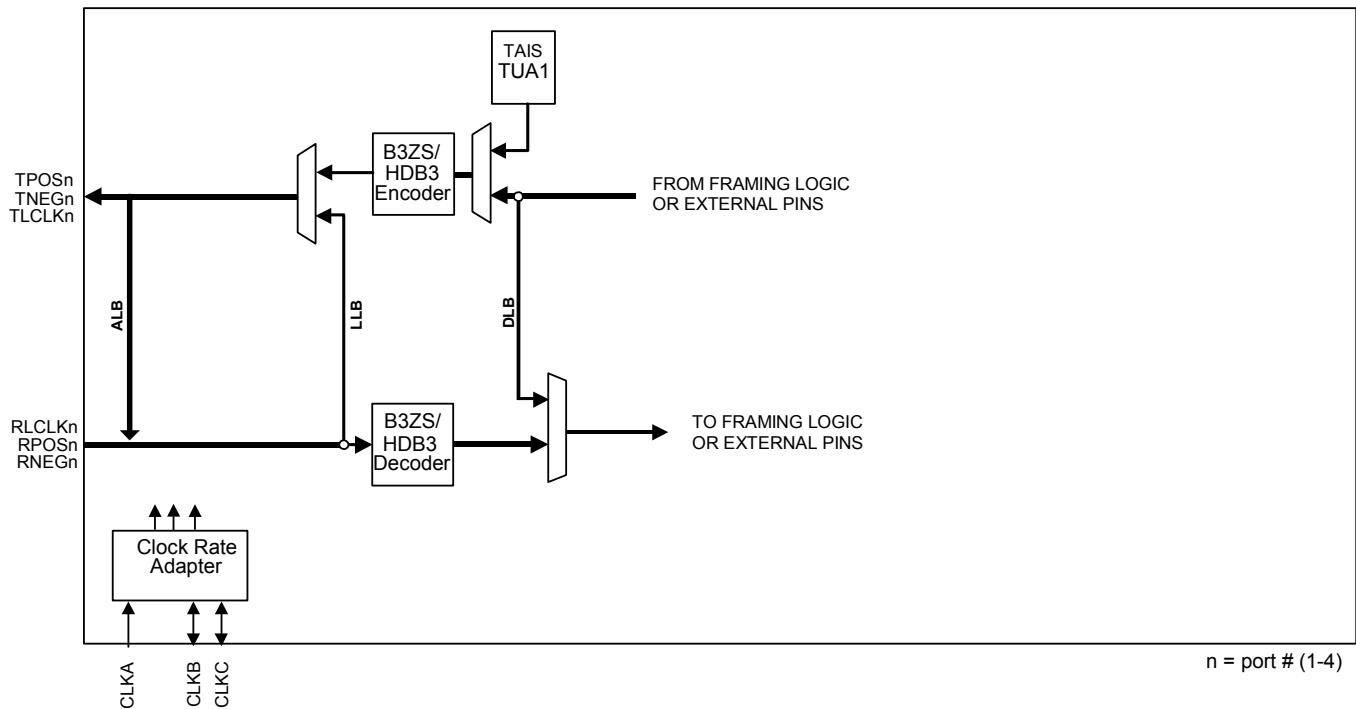 TAIS
TUA1
B3ZS/
HDB3
Encoder
TPOSn
TNEGn
TLCLKn
FROM FRAMING LOGIC
OR EXTERNAL PINS
ALB
LLB
DLB
RLCLKn
RPOSn
RNEGn
B3ZS/
HDB3
Decoder
TO FRAMING LOGIC
OR EXTERNAL PINS
Clock Rate
Adapter
CLKA
CLKB
CLKC
n = port # (1-4)